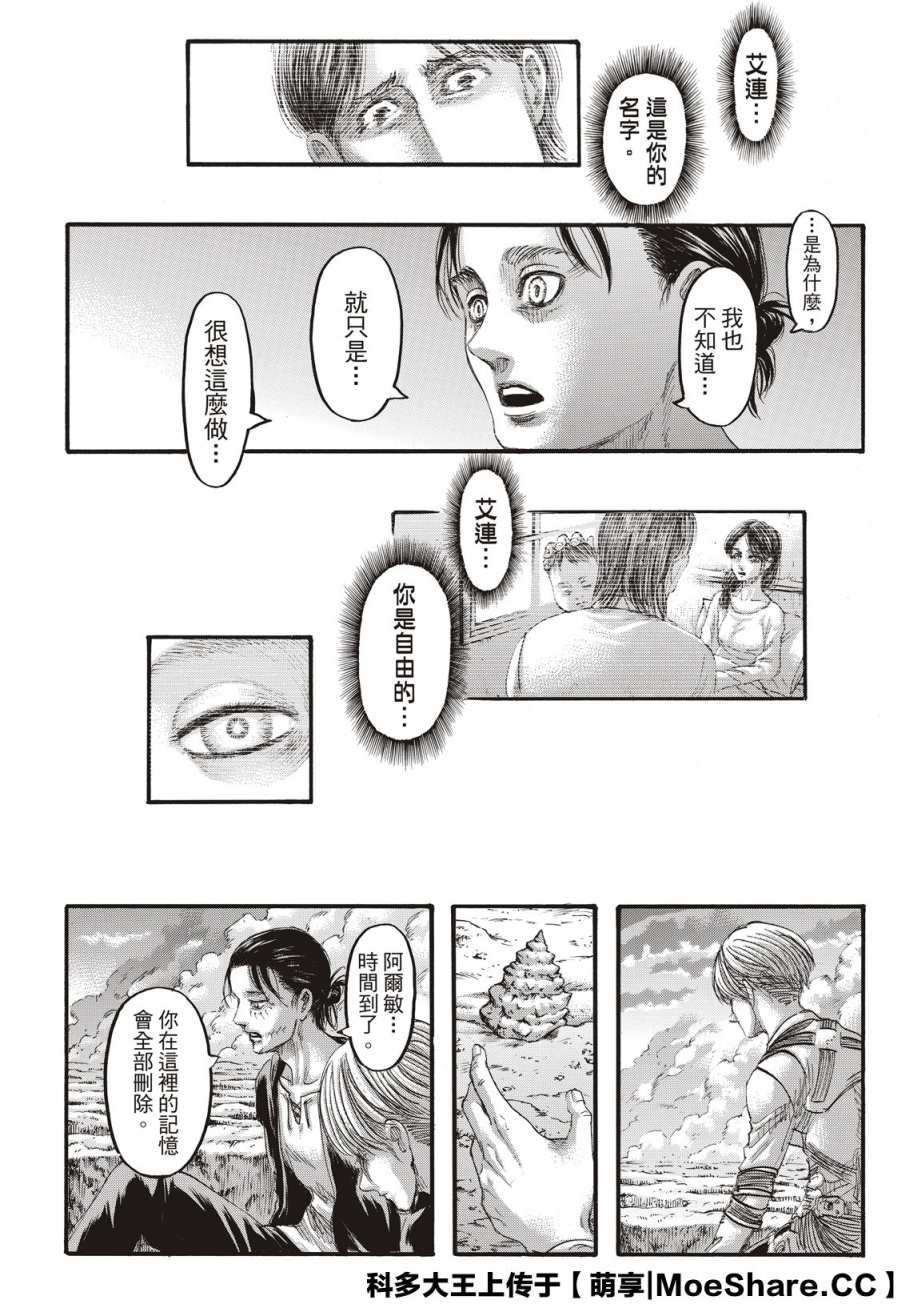 艾連…
這是你的
名字。
…是為什麼，
我也
不知道…
就只是…
很想這麼做…
艾連…
你是自由的…
阿爾敏…
時間到了。
你在這裡的記憶
會全部刪除。
科多大王上传于【萌享|MoeShare.CC】